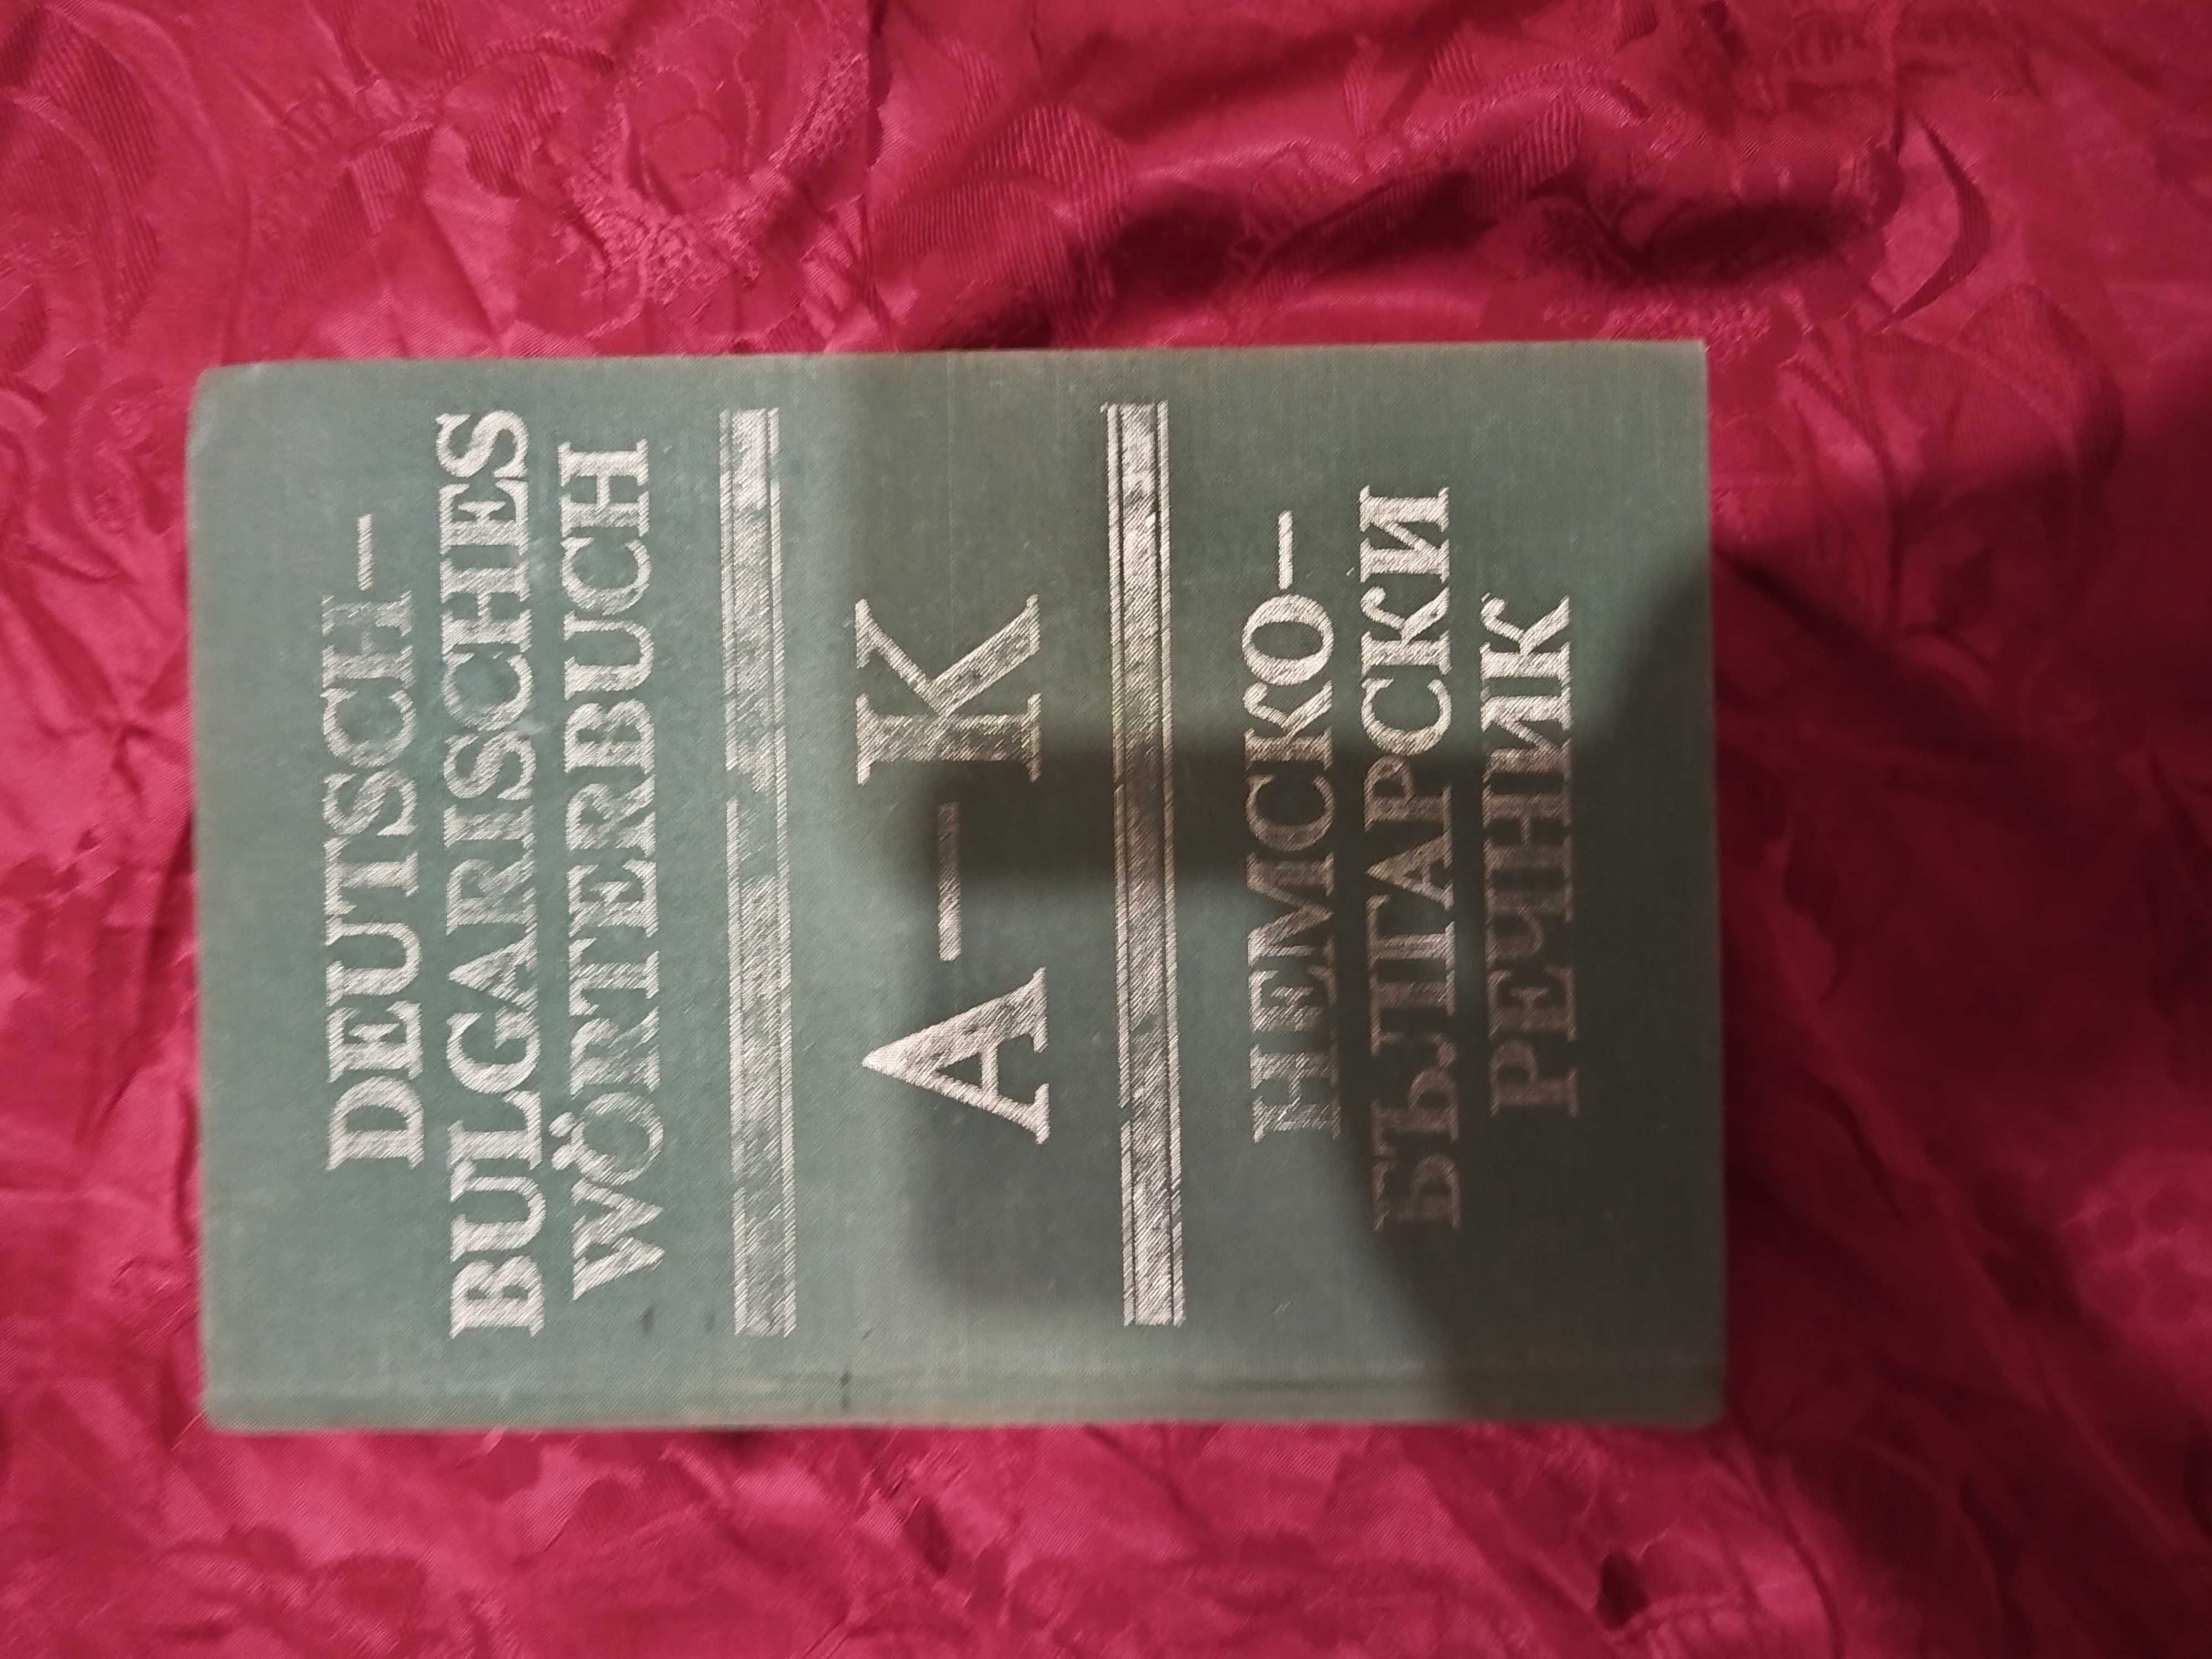 DEUTSCH–
BULGARISCHES
WÖRTERBUCH
A–K
НЕМСКО–
БЪЛГАРСКИ
РЕЧНИК